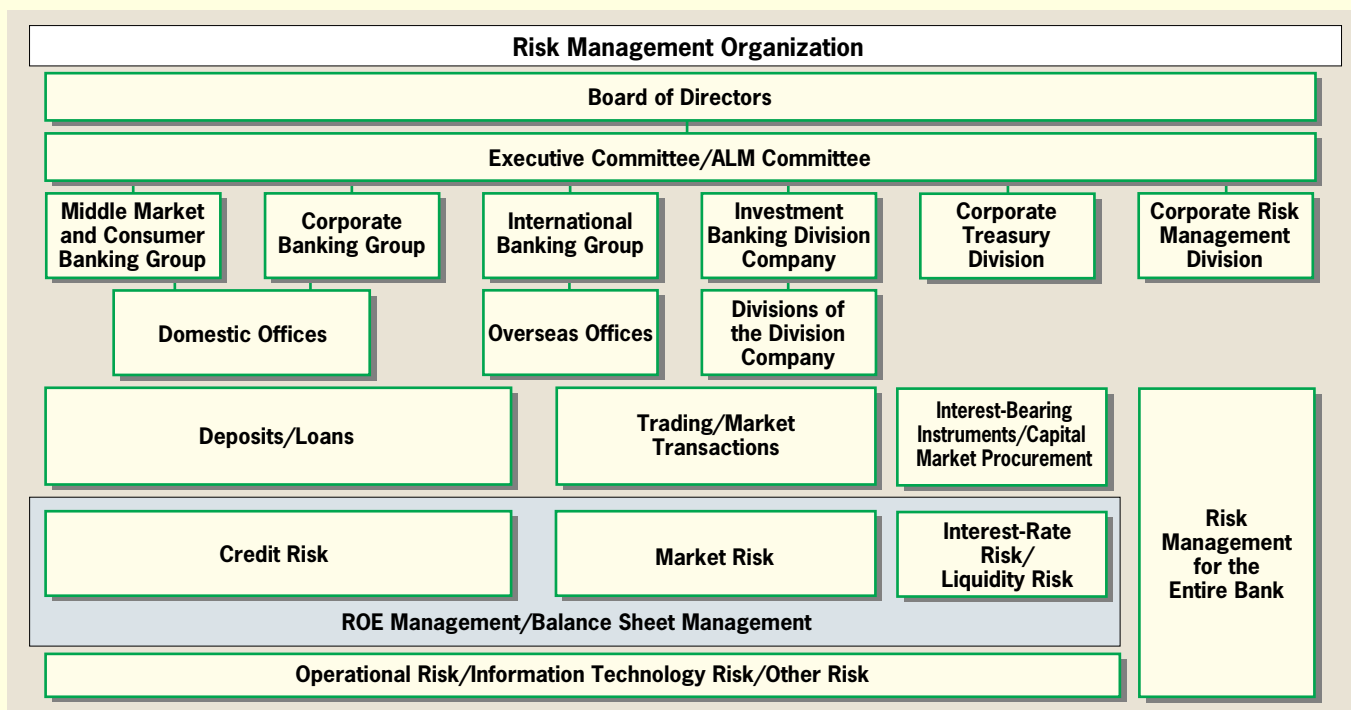 Risk Management Organization
Board of Directors
Executive Committee/ALM Committee
Middle Market
and Consumer
Banking Group
Corporate
Banking Group
International
Banking Group
Investment
Banking Division
Company
Corporate
Treasury
Division
Corporate Risk
Management
Division
Domestic Offices
Overseas Offices
Divisions of
the Division
Company
Deposits/Loans
Trading/Market
Transactions
Interest-Bearing
Instruments/Capital
Market Procurement
Credit Risk
Market Risk
Interest-Rate
Risk/
Liquidity Risk
Risk
Management
for the
Entire Bank
ROE Management/Balance Sheet Management
Operational Risk/Information Technology Risk/Other Risk